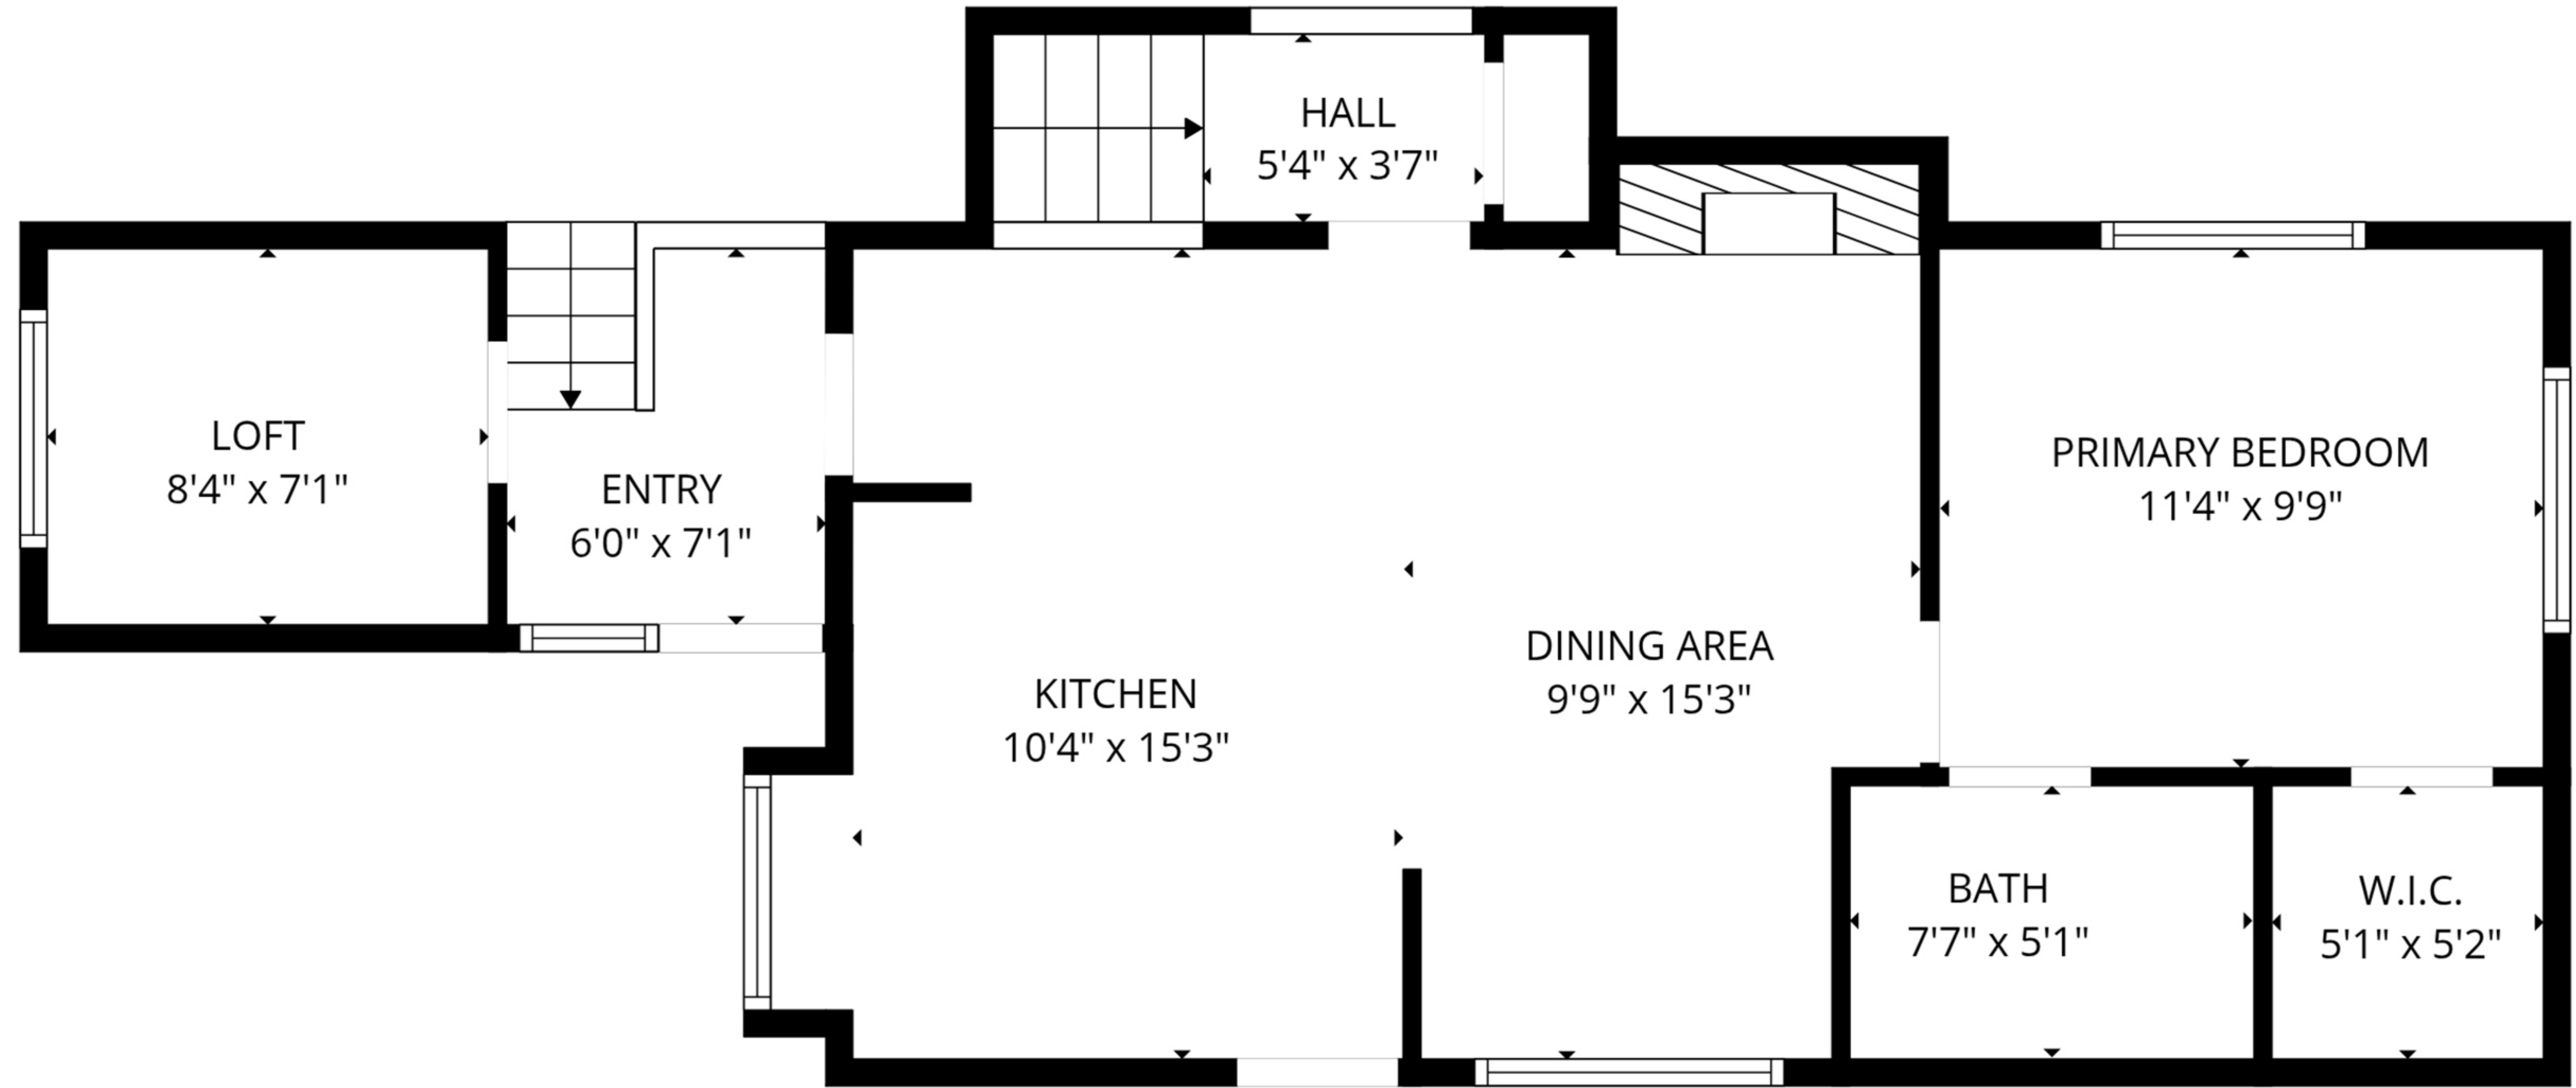 HALL
5'4" x 3'7"
LOFT
8'4" x 7'1"
ENTRY
6'0" x 7'1"
PRIMARY BEDROOM
11'4" x 9'9"
KITCHEN
10'4" x 15'3"
DINING AREA
9'9" x 15'3"
BATH
7'7" x 5'1"
W.I.C.
5'1" x 5'2"